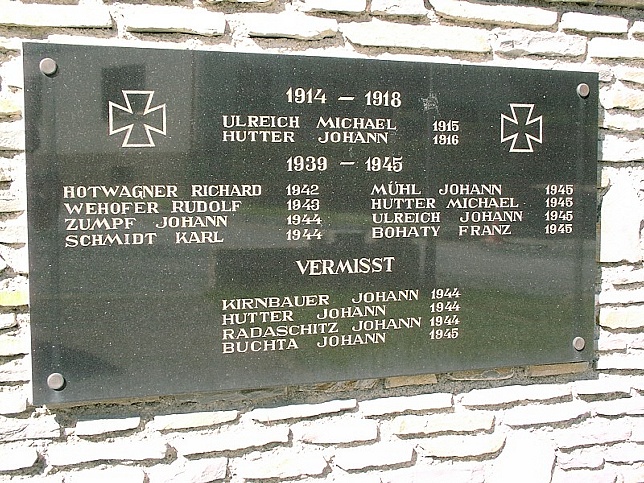 1914 – 1918
ULREICH MICHAEL 1915
HUTTER JOHANN 1916
1939 – 1945
HOTWAGNER RICHARD 1942 MÜHL JOHANN 1945
WEHOFER RUDOLF 1943 HUTTER MICHAEL 1945
ZUMPF JOHANN 1944 ULREICH JOHANN 1945
SCHMIDT KARL 1944 BOHATY FRANZ 1945
VERMISST
KIRNBAUER JOHANN 1944
HUTTER JOHANN 1944
RADASCHITZ JOHANN 1944
BUCHTA JOHANN 1945